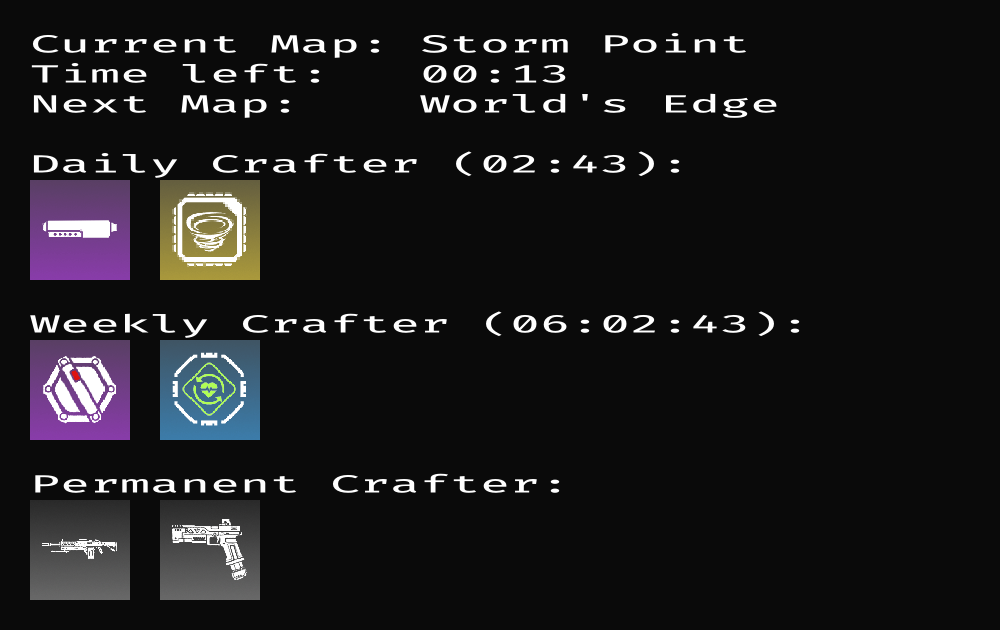 Current Map: Storm Point
Time left: 00:13
Next Map: World's Edge
Daily Crafter (02:43):
Weekly Crafter (06:02:43):
Permanent Crafter: